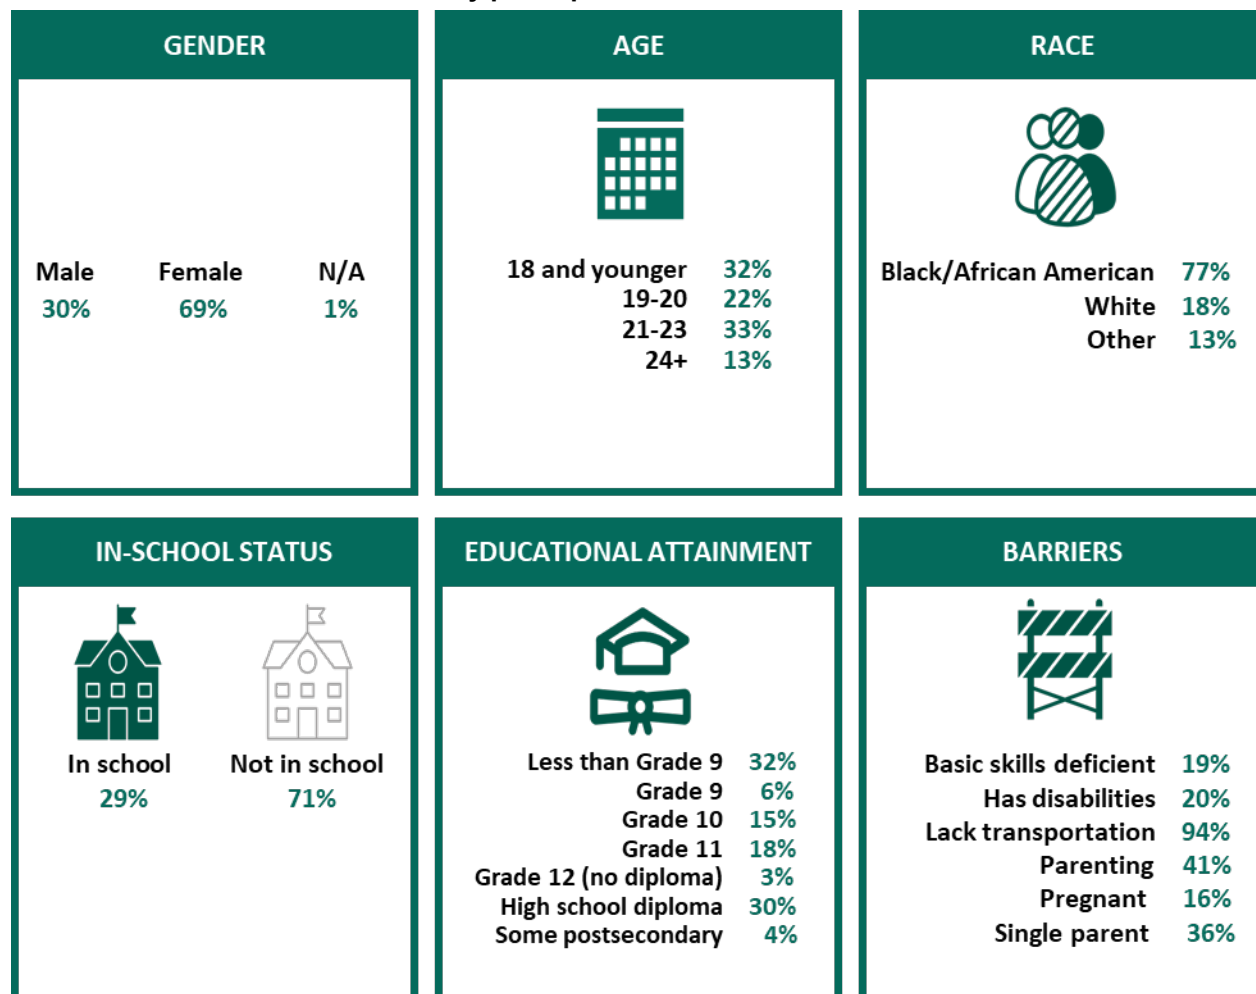 GENDER
Male Female N/A
30% 69% 1%
AGE
18 and younger 32%
19-20 22%
21-23 33%
24+ 13%
RACE
Black/African American 77%
White 18%
Other 13%
IN-SCHOOL STATUS
In school Not in school
29% 71%
EDUCATIONAL ATTAINMENT
Less than Grade 9 32%
Grade 9 6%
Grade 10 15%
Grade 11 18%
Grade 12 (no diploma) 3%
High school diploma 30%
Some postsecondary 4%
BARRIERS
Basic skills deficient 19%
Has disabilities 20%
Lack transportation 94%
Parenting 41%
Pregnant 16%
Single parent 36%